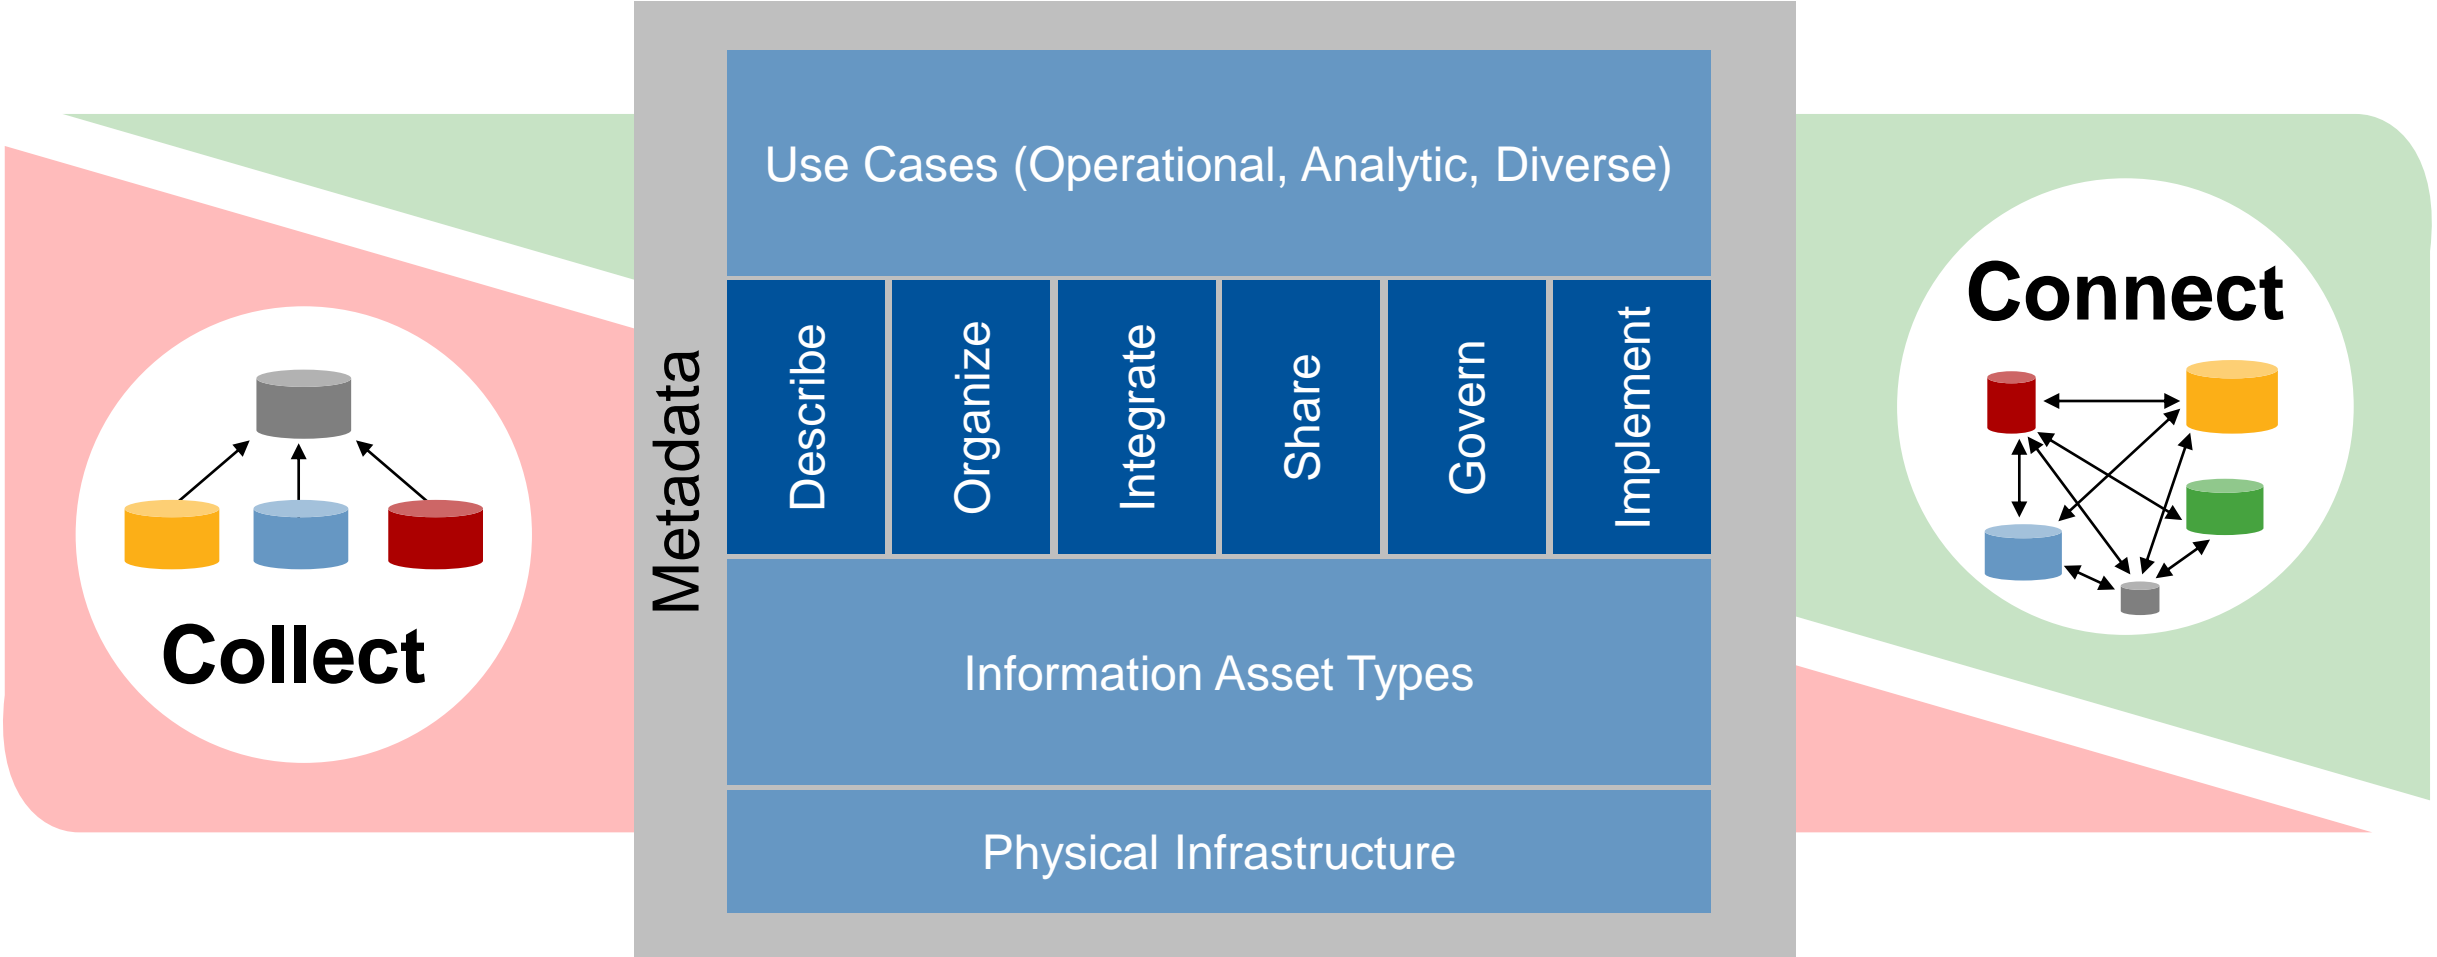 Use Cases (Operational, Analytic, Diverse)
Metadata
Describe
Organize
Integrate
Share
Govern
Implement
Information Asset Types
Physical Infrastructure
Collect
Connect